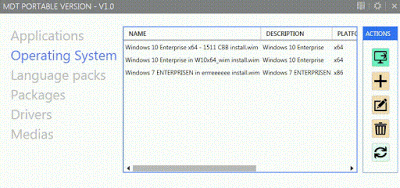 MDT PORTABLE VERSION - V1.0
Applications
Operating System
Language packs
Packages
Drivers
Medias
NAME DESCRIPTION PLATFO
Windows 10 Enterprise x64 - 1511 CBB install.wim Windows 10 Enterprise x64
Windows 10 Enterprise in W10x64_wim install.wim Windows 10 Enterprise x64
Windows 7 ENTERPRISEN in ermeeeeee install.wim Windows 7 ENTERPRISEN x86
ACTIONS